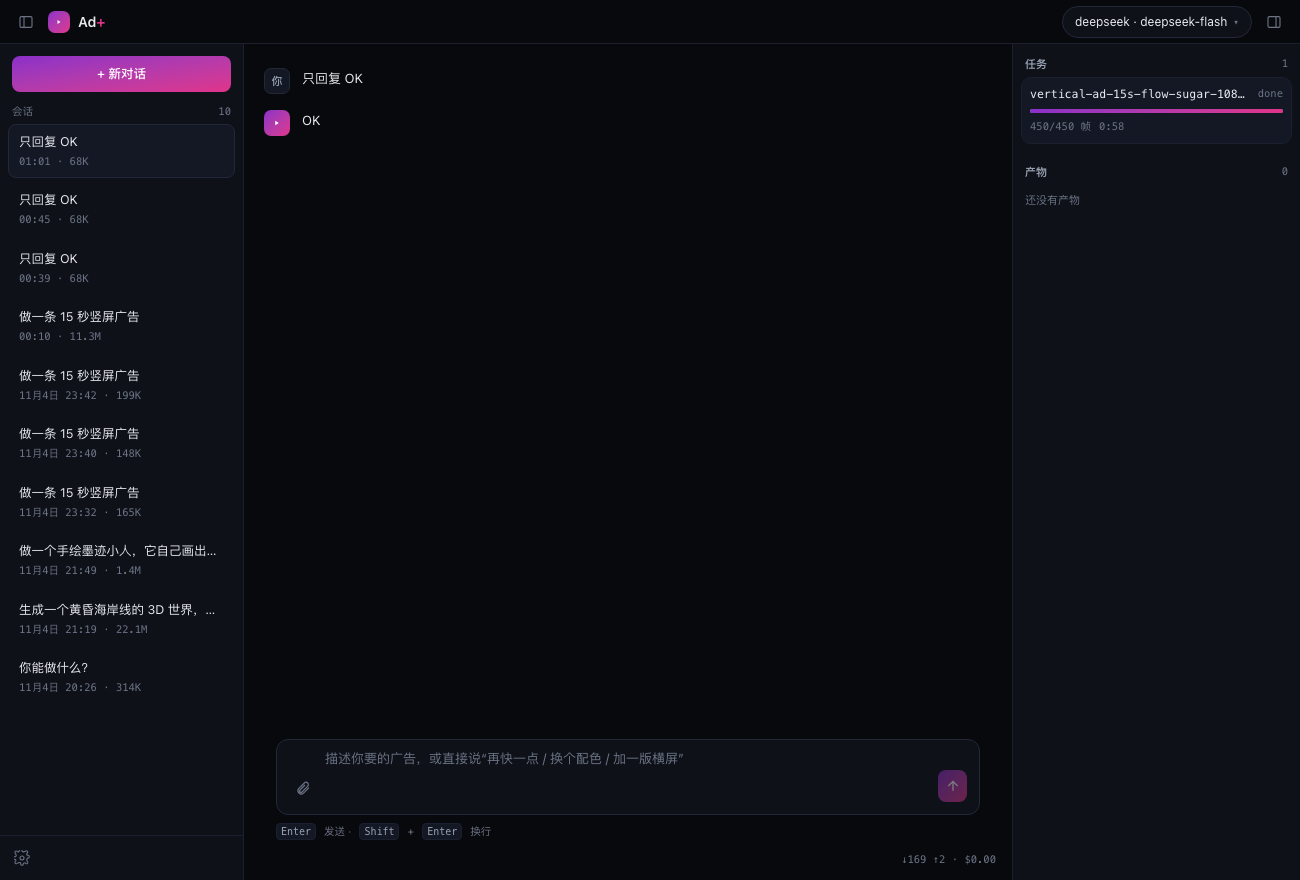 Ad+
deepseek · deepseek-flash
+ 新对话
会话 10
只回复 OK
01:01 · 68K
只回复 OK
00:45 · 68K
只回复 OK
00:39 · 68K
做一条 15 秒竖屏广告
00:10 · 11.3M
做一条 15 秒竖屏广告
11月4日 23:42 · 199K
做一条 15 秒竖屏广告
11月4日 23:40 · 148K
做一条 15 秒竖屏广告
11月4日 23:32 · 165K
做一个手绘墨迹小人，它自己画出…
11月4日 21:49 · 1.4M
生成一个黄昏海岸线的 3D 世界，…
11月4日 21:19 · 22.1M
你能做什么?
11月4日 20:26 · 314K
你 只回复 OK
OK
描述你要的广告，或直接说“再快一点 / 换个配色 / 加一版横屏”
Enter 发送 · Shift + Enter 换行
↓169 ↑2 · $0.00
任务 1
vertical-ad-15s-flow-sugar-108… done
450/450 帧 0:58
产物 0
还没有产物